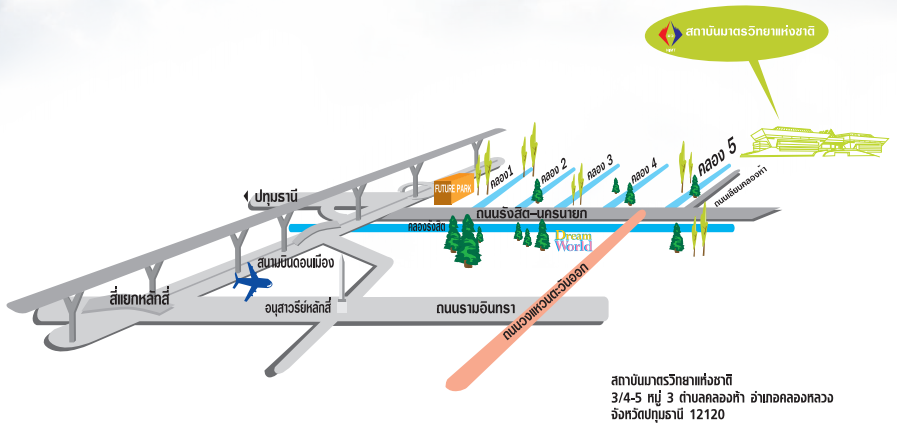 สถาบันมาตรวิทยาแห่งชาติ
คลอง 5
คลอง 4
คลอง 3
คลอง 2
คลอง1
ถนนเลียบคลองห้า
FUTURE PARK
ปทุมธานี
ถนนรังสิต-นครนายก
คลองรังสิต
Dream
World
สนามบินดอนเมือง
ถนนวงแหวนตะวันออก
สี่แยกหลักสี่
อนุสาวรีย์หลักสี่
ถนนรามอินทรา
สถาบันมาตรวิทยาแห่งชาติ
3/4-5 หมู่ 3 ตำบลคลองห้า อำเภอคลองหลวง
จังหวัดปทุมธานี 12120